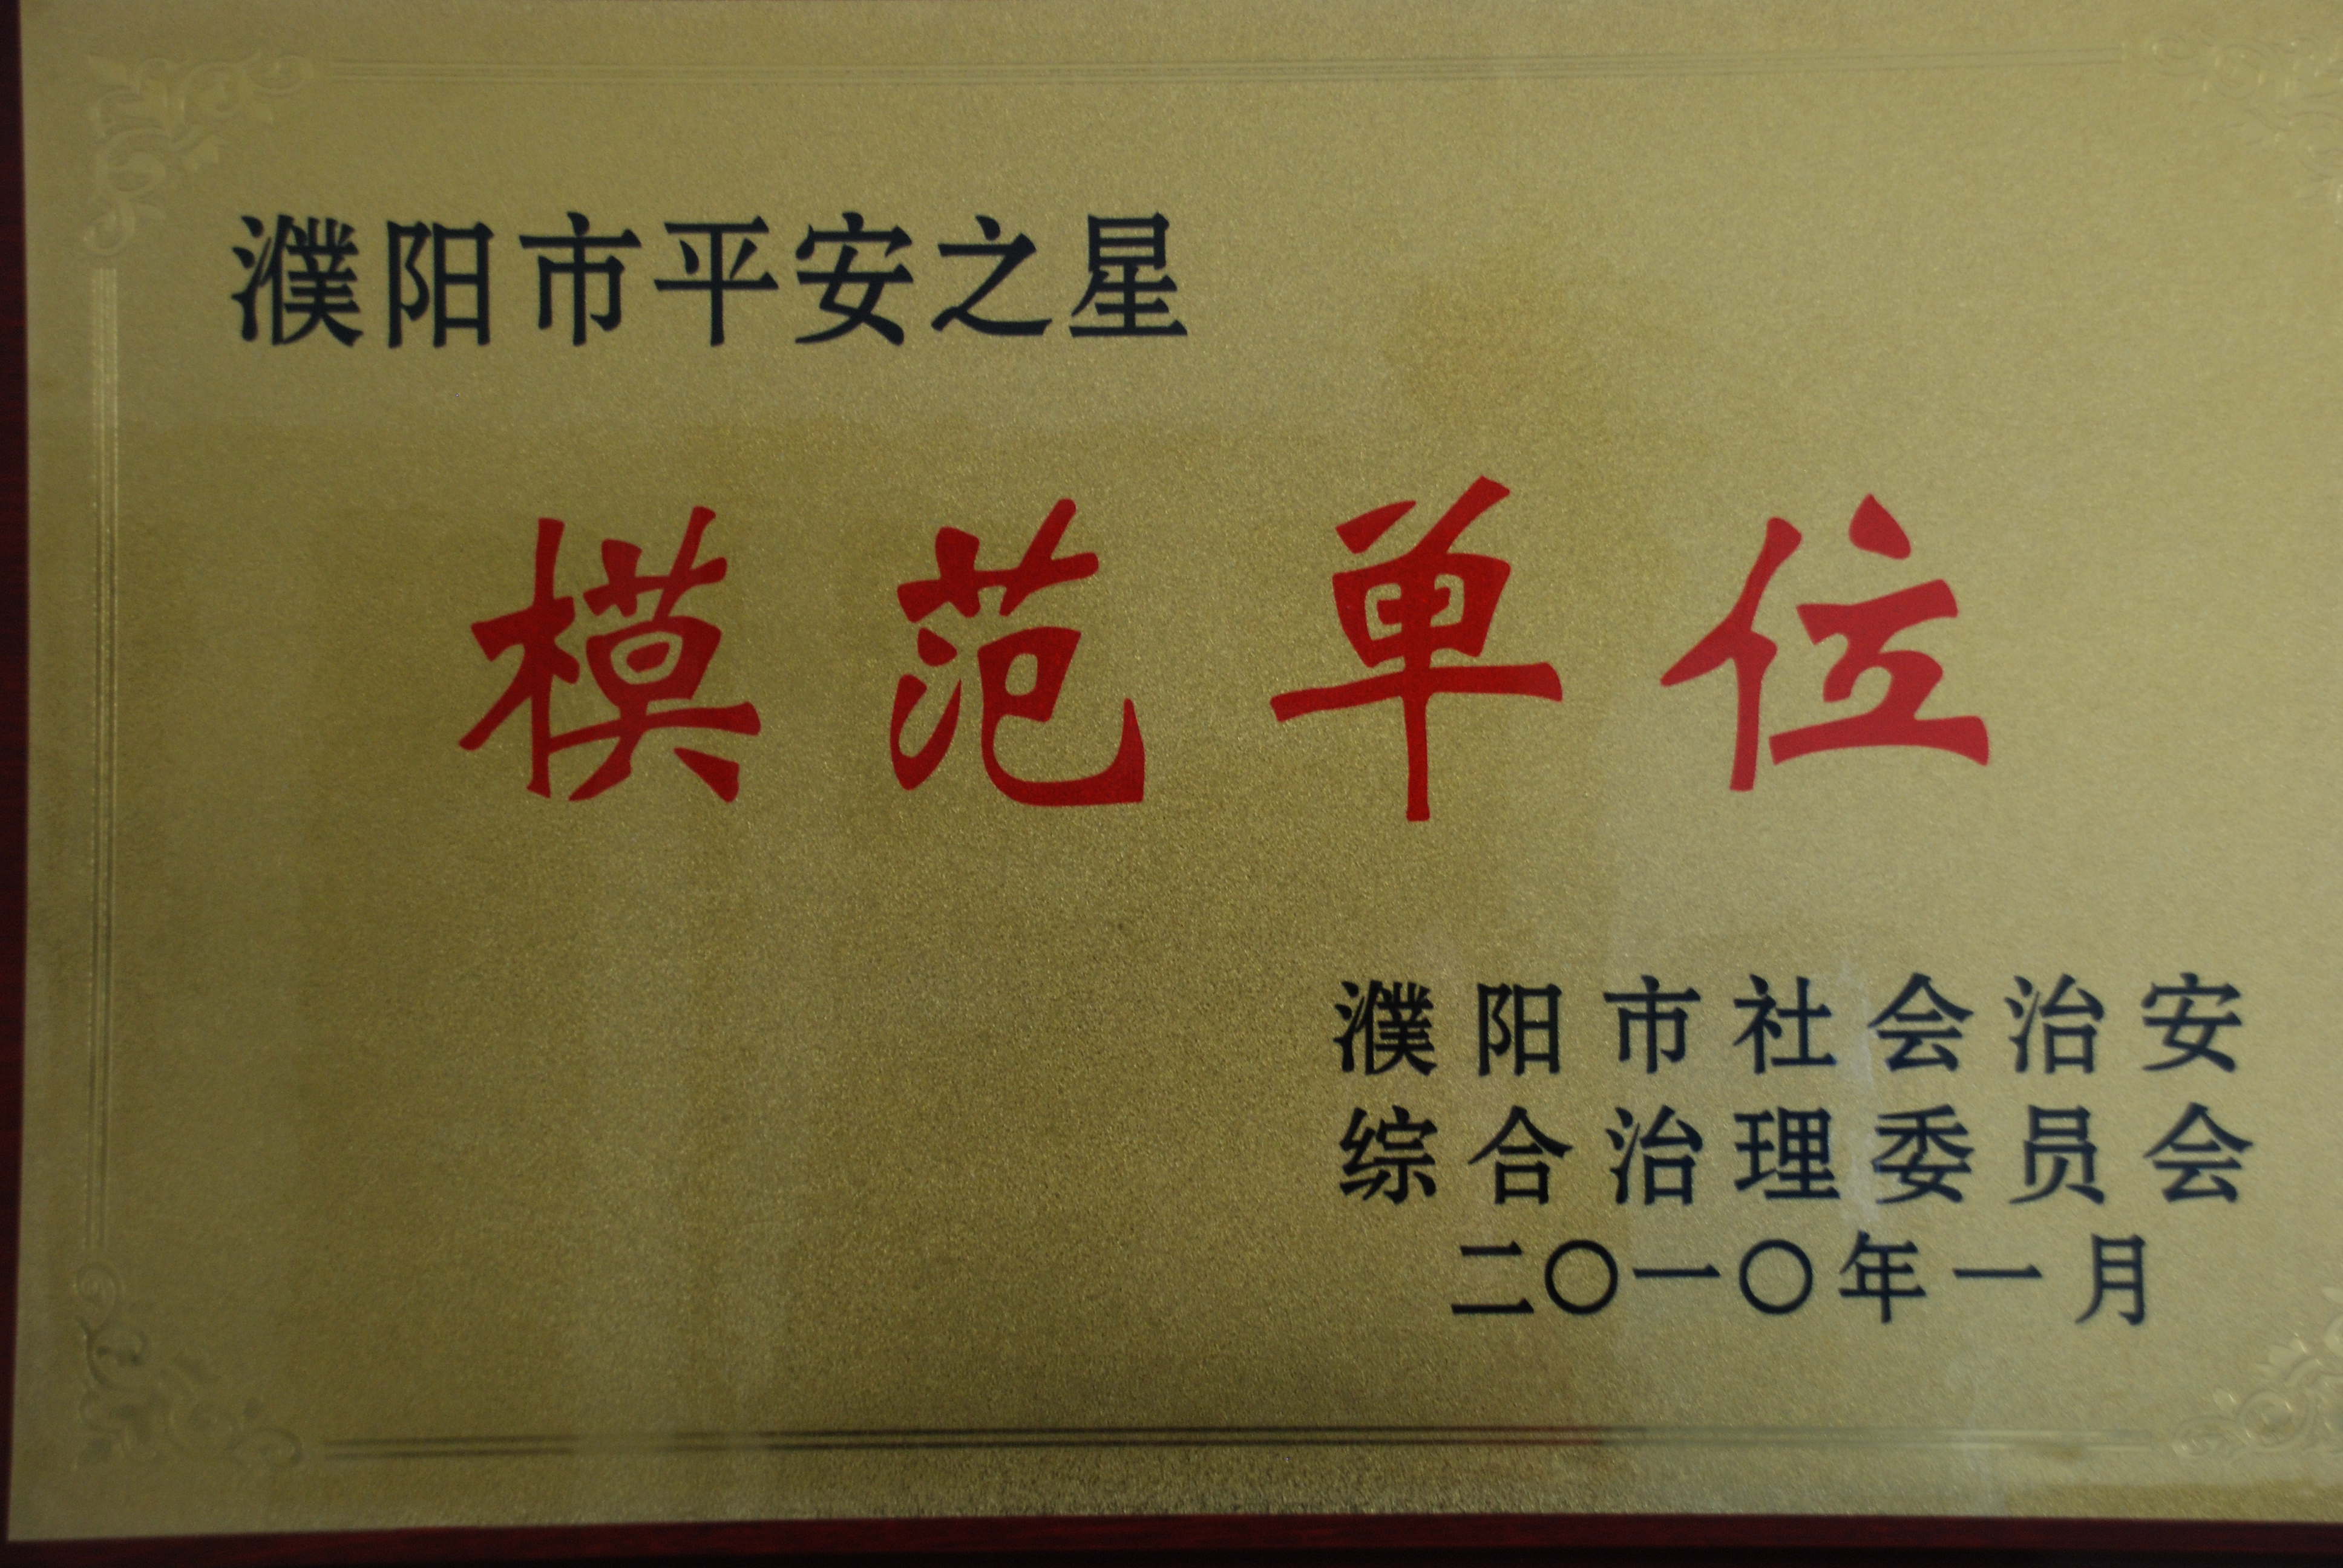 濮阳市平安之星
模范单位
濮阳市社会治安
综合治理委员会
二〇一〇年一月